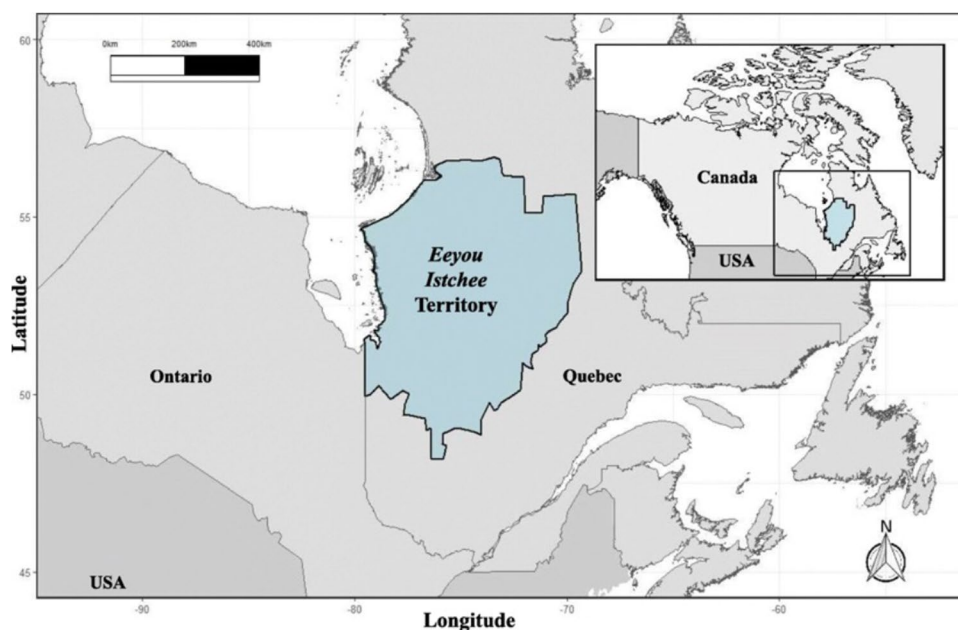 60
0km 200km 400km
Canada
USA
N
55
Eeyou
Istchee
Territory
Latitude
Ontario
Quebec
50
45
USA
-90 -80 -70 -60
Longitude